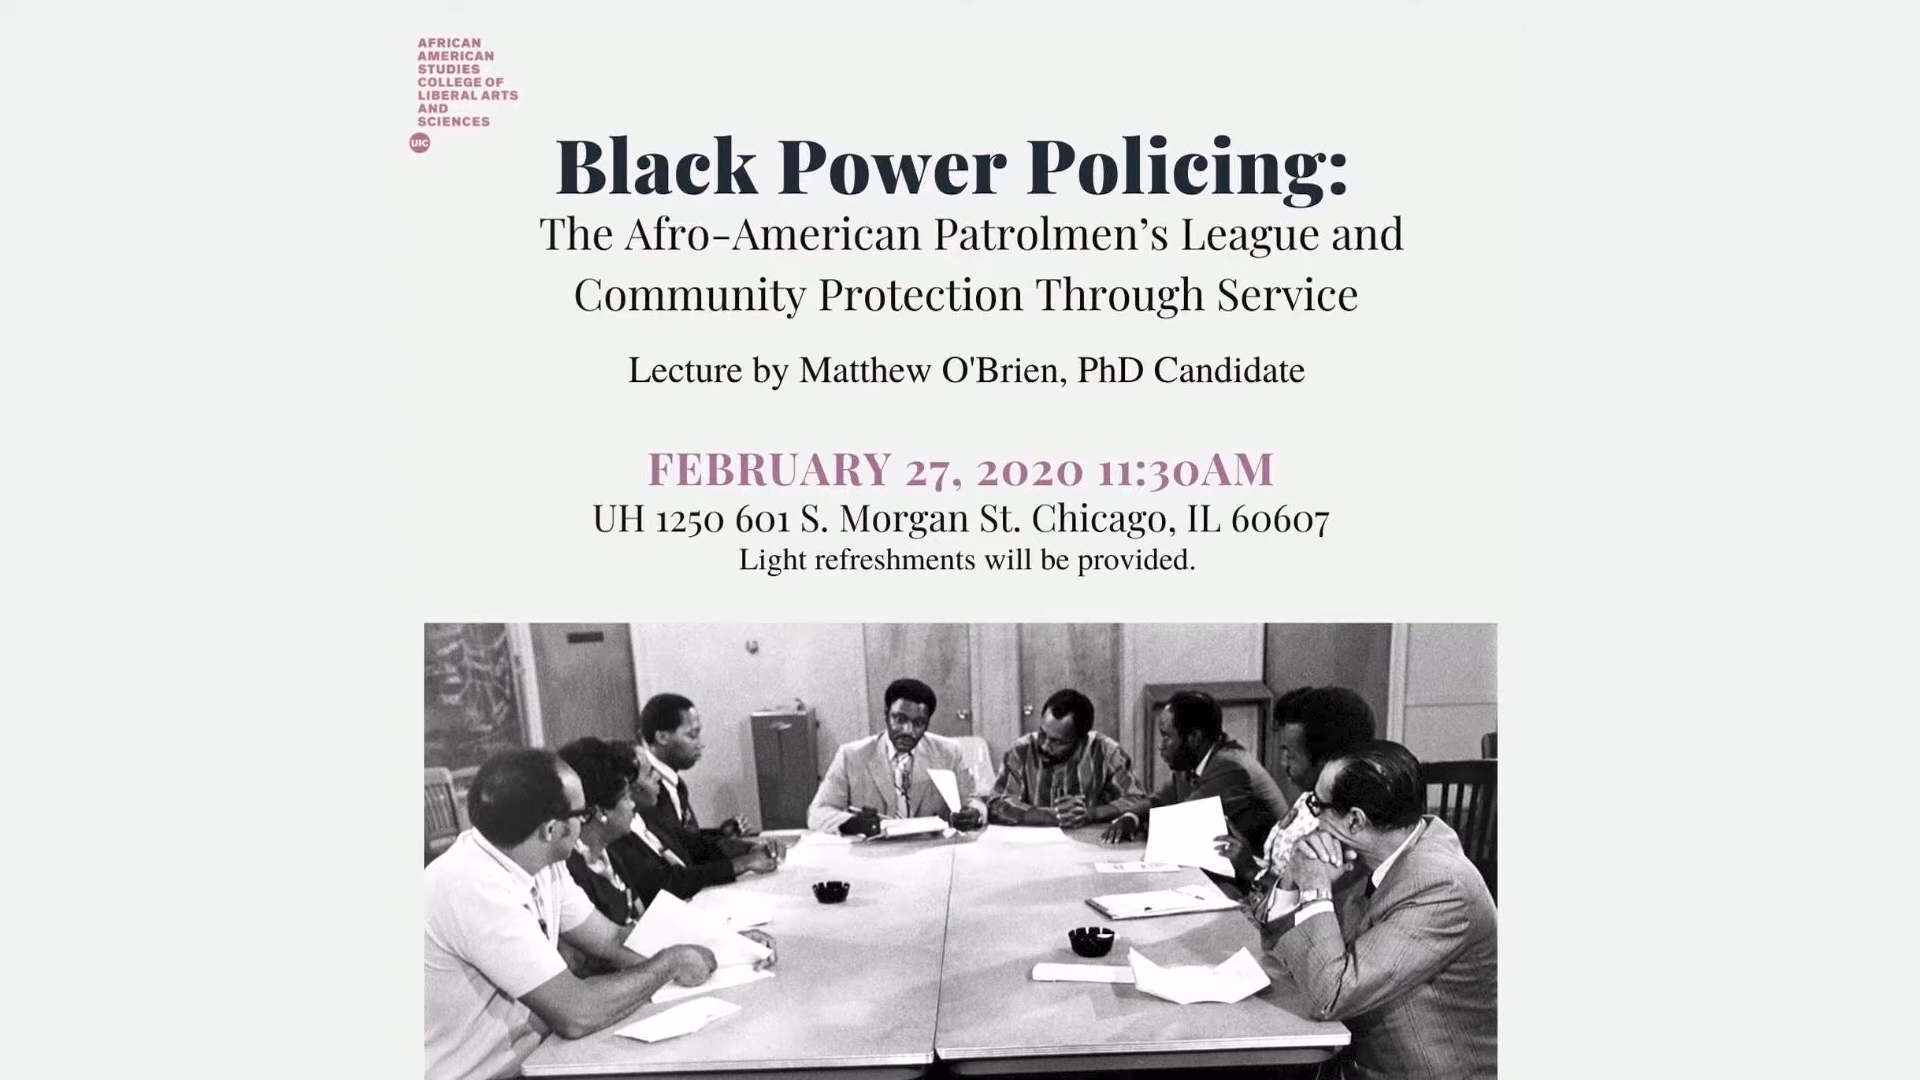 AFRICAN
AMERICAN
STUDIES
COLLEGE OF
LIBERAL ARTS
AND
SCIENCES
UIC
Black Power Policing:
The Afro-American Patrolmen’s League and
Community Protection Through Service
Lecture by Matthew O'Brien, PhD Candidate
FEBRUARY 27, 2020 11:30AM
UH 1250 601 S. Morgan St. Chicago, IL 60607
Light refreshments will be provided.